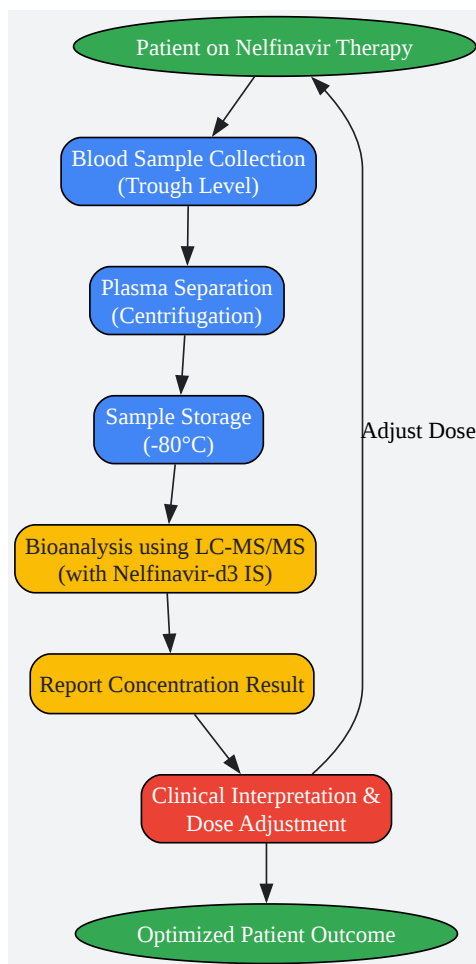 Patient on Nelfinavir Therapy
Blood Sample Collection
(Trough Level)
Plasma Separation
(Centrifugation)
Sample Storage
(-80°C)
Adjust Dose
Bioanalysis using LC-MS/MS
(with Nelfinavir-d3 IS)
Report Concentration Result
Clinical Interpretation &
Dose Adjustment
Optimized Patient Outcome